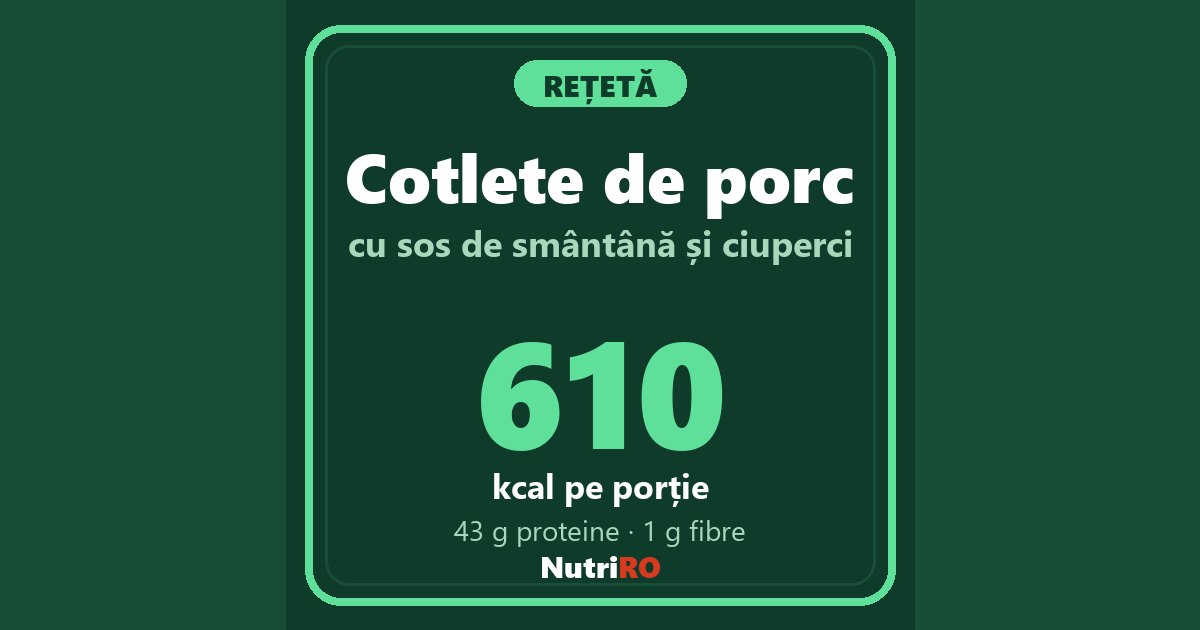 REȚETĂ
Cotlete de porc
cu sos de smântână și ciuperci
610
kcal pe porție
43 g proteine · 1 g fibre
NutriRO